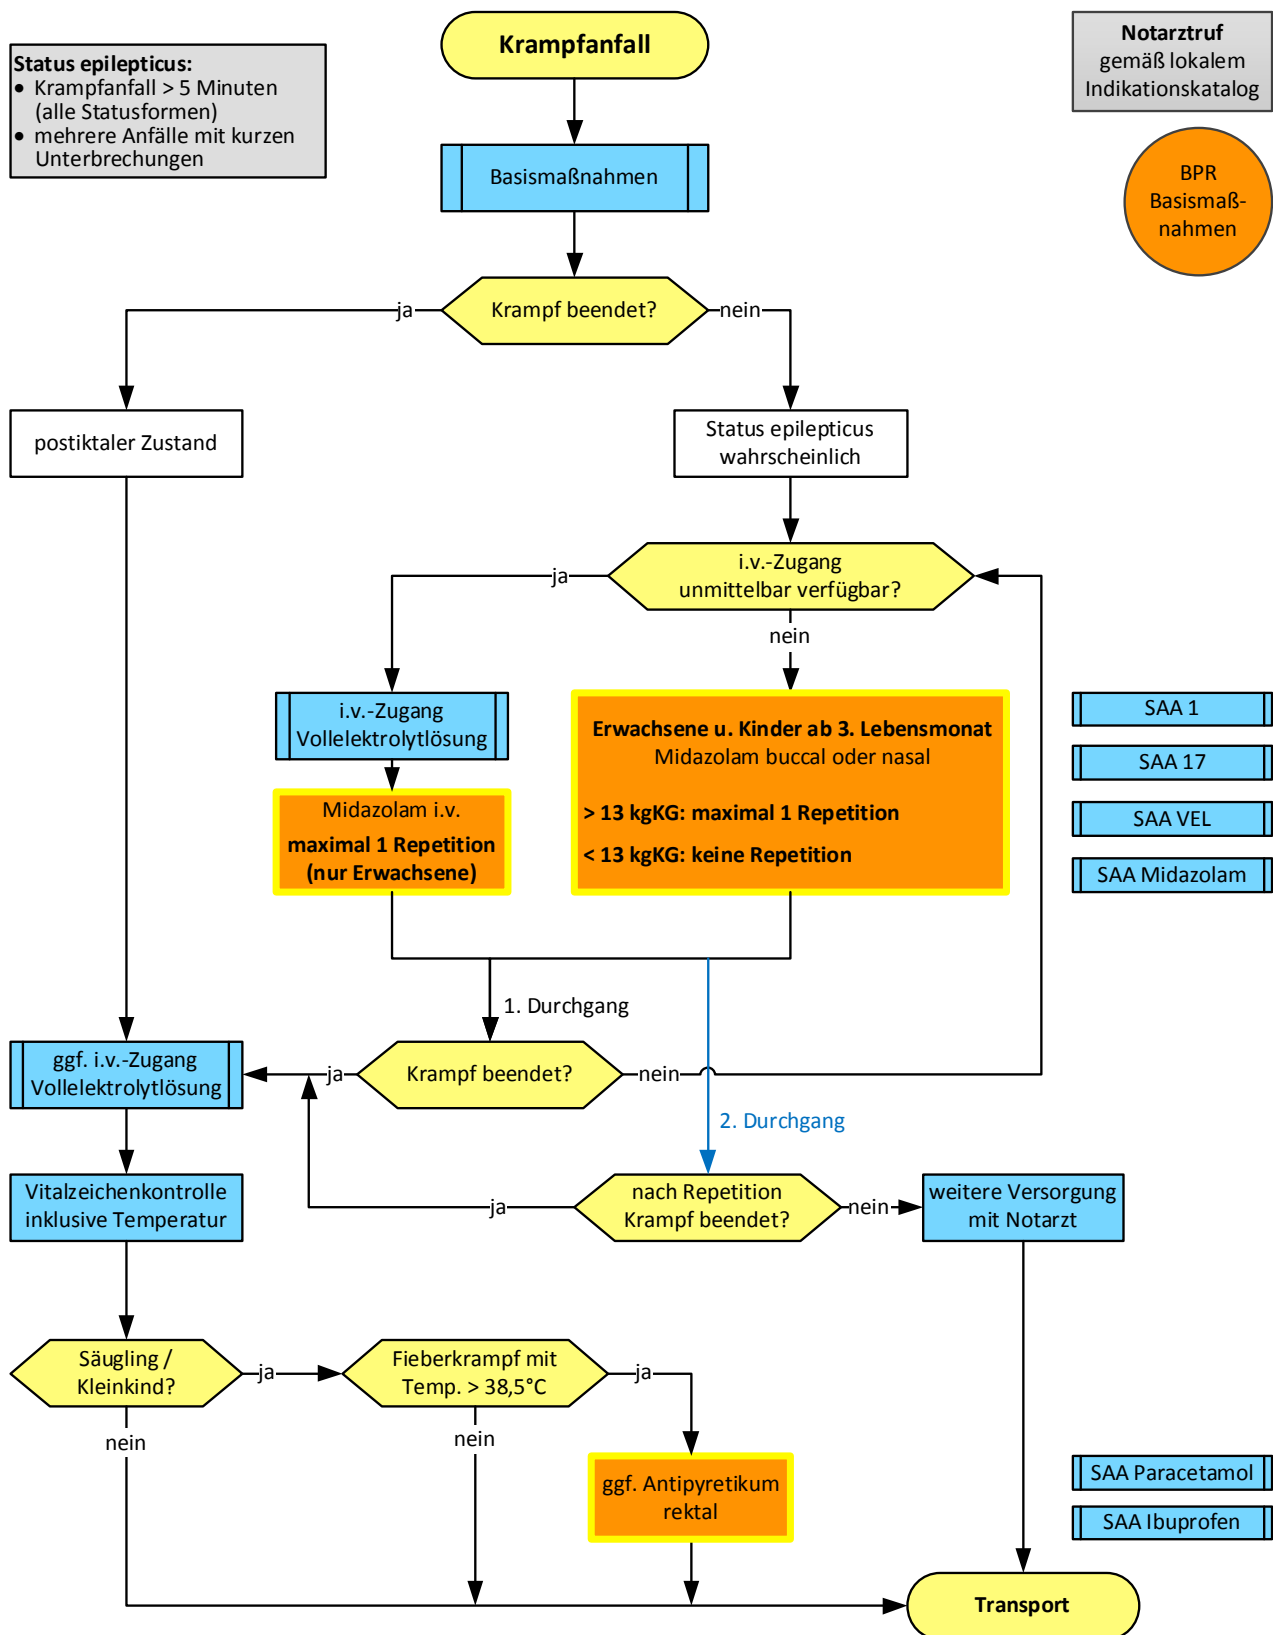 Krampfanfall
Status epilepticus:
• Krampfanfall > 5 Minuten
(alle Statusformen)
• mehrere Anfälle mit kurzen
Unterbrechungen
Notarztruf
gemäß lokalem
Indikationskatalog
BPR
Basismaß-
nahmen
Basismaßnahmen
Krampf beendet?
ja
nein
postiktaler Zustand
Status epilepticus
wahrscheinlich
i.v.-Zugang
unmittelbar verfügbar?
ja
nein
i.v.-Zugang
Vollelektrolytlösung
Midazolam i.v.
maximal 1 Repetition
(nur Erwachsene)
Erwachsene u. Kinder ab 3. Lebensmonat
Midazolam buccal oder nasal
> 13 kgKG: maximal 1 Repetition
< 13 kgKG: keine Repetition
SAA 1
SAA 17
SAA VEL
SAA Midazolam
1. Durchgang
ggf. i.v.-Zugang
Vollelektrolytlösung
ja
Krampf beendet?
nein
2. Durchgang
Vitalzeichenkontrolle
inklusive Temperatur
ja
nach Repetition
Krampf beendet?
nein
weitere Versorgung
mit Notarzt
Säugling /
Kleinkind?
ja
nein
Fieberkrampf mit
Temp. > 38,5°C
ja
nein
ggf. Antipyretikum
rektal
SAA Paracetamol
SAA Ibuprofen
Transport